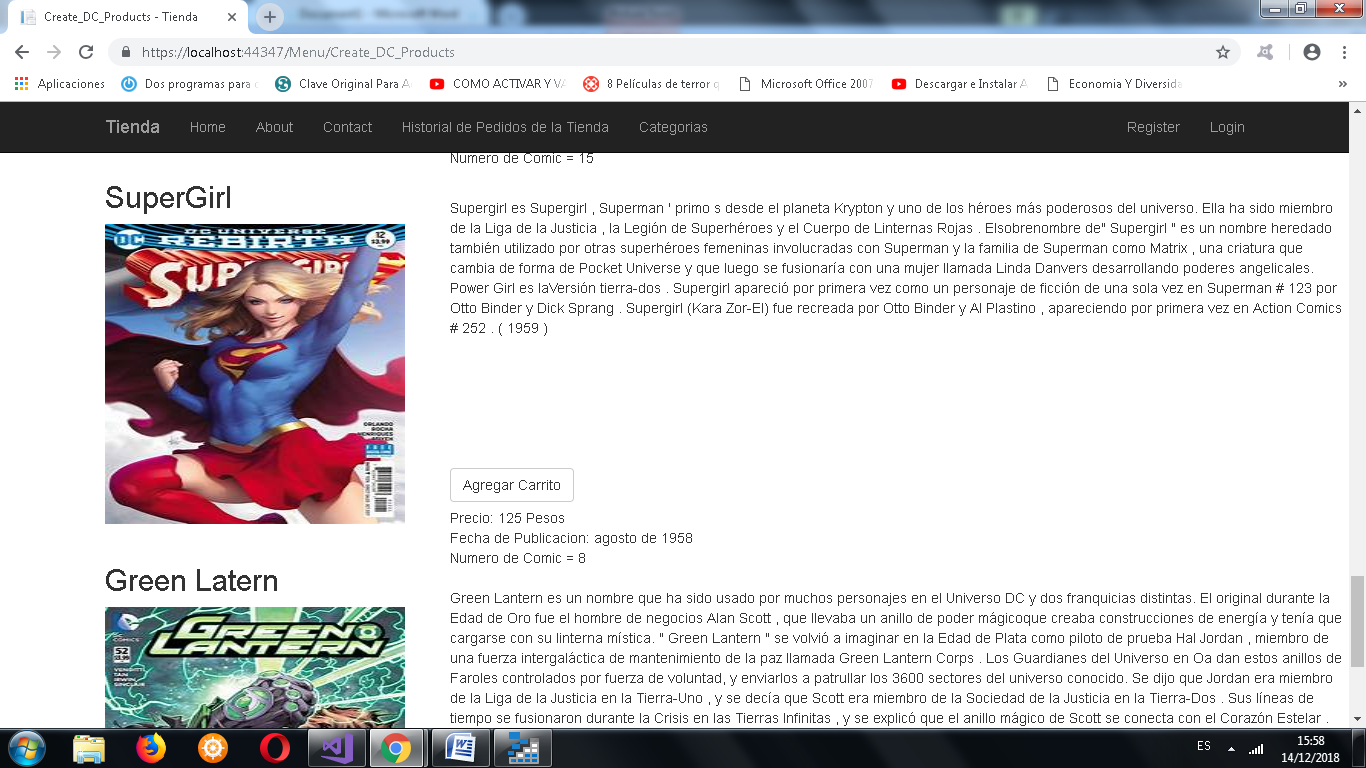 Create_DC_Products - Tienda
https://localhost:44347/Menu/Create_DC_Products
Aplicaciones
Dos programas para
Clave Original Para A
COMO ACTIVAR Y VA
8 Películas de terror q
Microsoft Office 2007
Descargar e Instalar A
Economia Y Diversida
»
Tienda
Home
About
Contact
Historial de Pedidos de la Tienda
Categorias
Register
Login
Numero de Comic = 15
SuperGirl
DC UNIVERSE
REBIRTH
DC
12
$3.99
SUPERGIRL
ORLANDO
ROCHA
HENRIQUES
Supergirl es Supergirl , Superman ' primo s desde el planeta Krypton y uno de los héroes más poderosos del universo. Ella ha sido miembro
de la Liga de la Justicia , la Legión de Superhéroes y el Cuerpo de Linternas Rojas . Elsobrenombre de" Supergirl " es un nombre heredado
también utilizado por otras superhéroes femeninas involucradas con Superman y la familia de Superman como Matrix , una criatura que
cambia de forma de Pocket Universe y que luego se fusionaría con una mujer llamada Linda Danvers desarrollando poderes angelicales.
Power Girl es laVersión tierra-dos . Supergirl apareció por primera vez como un personaje de ficción de una sola vez en Superman # 123 por
Otto Binder y Dick Sprang . Supergirl (Kara Zor-El) fue recreada por Otto Binder y Al Plastino , apareciendo por primera vez en Action Comics
# 252 . ( 1959 )
Agregar Carrito
Precio: 125 Pesos
Fecha de Publicacion: agosto de 1958
Numero de Comic = 8
Green Latern
GREEN LANTERN
52
VENDITTI
TAN
IRWIN
SINCLAIR
Green Lantern es un nombre que ha sido usado por muchos personajes en el Universo DC y dos franquicias distintas. El original durante la
Edad de Oro fue el hombre de negocios Alan Scott , que llevaba un anillo de poder mágicoque creaba construcciones de energía y tenía que
cargarse con su linterna mística. " Green Lantern " se volvió a imaginar en la Edad de Plata como piloto de prueba Hal Jordan , miembro de
una fuerza intergaláctica de mantenimiento de la paz llamada Green Lantern Corps . Los Guardianes del Universo en Oa dan estos anillos de
Faroles controlados por fuerza de voluntad, y enviarlos a patrullar los 3600 sectores del universo conocido. Se dijo que Jordan era miembro
de la Liga de la Justicia en la Tierra-Uno , y se decía que Scott era miembro de la Sociedad de la Justicia en la Tierra-Dos . Sus líneas de
tiempo se fusionaron durante la Crisis en las Tierras Infinitas , y se explicó que el anillo mágico de Scott se conecta con el Corazón Estelar .
ES
15:58
14/12/2018